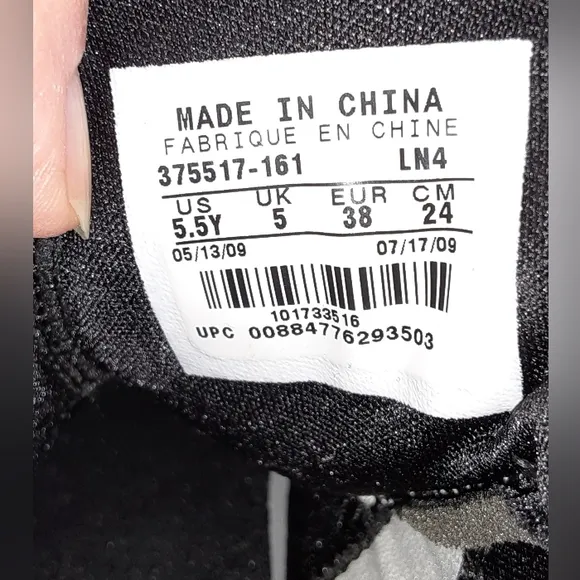 MADE IN CHINA
FABRIQUE EN CHINE
375517-161 LN4
US UK EUR CM
5.5Y 5 38 24
05/13/09 07/17/09
101733516
UPC 00884776293503